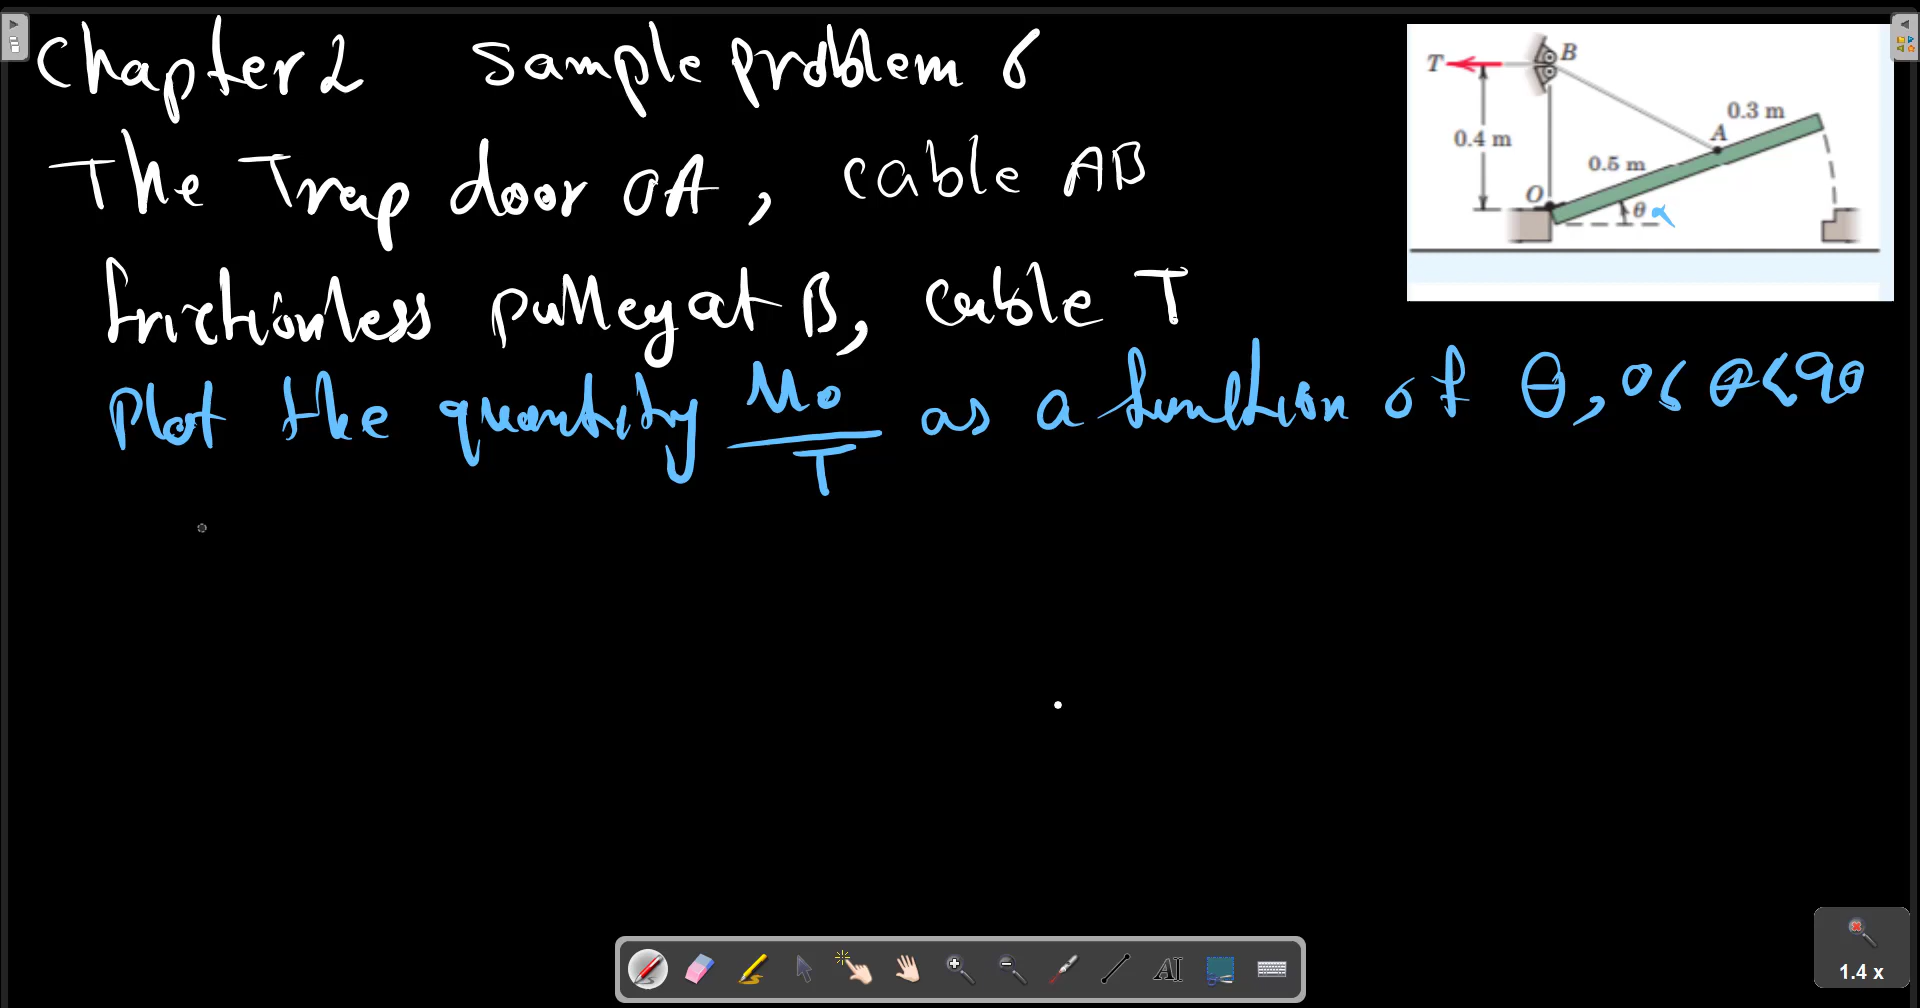 Chapter 2 Sample problem 6
The Trap door OA, cable AB
frictionless pulley at B, cable T
Plot the quantity Mo/T as a function of θ, 0≤ θ≤90
T
B
0.3 m
A
0.4 m
0.5 m
O
θ
1.4 x